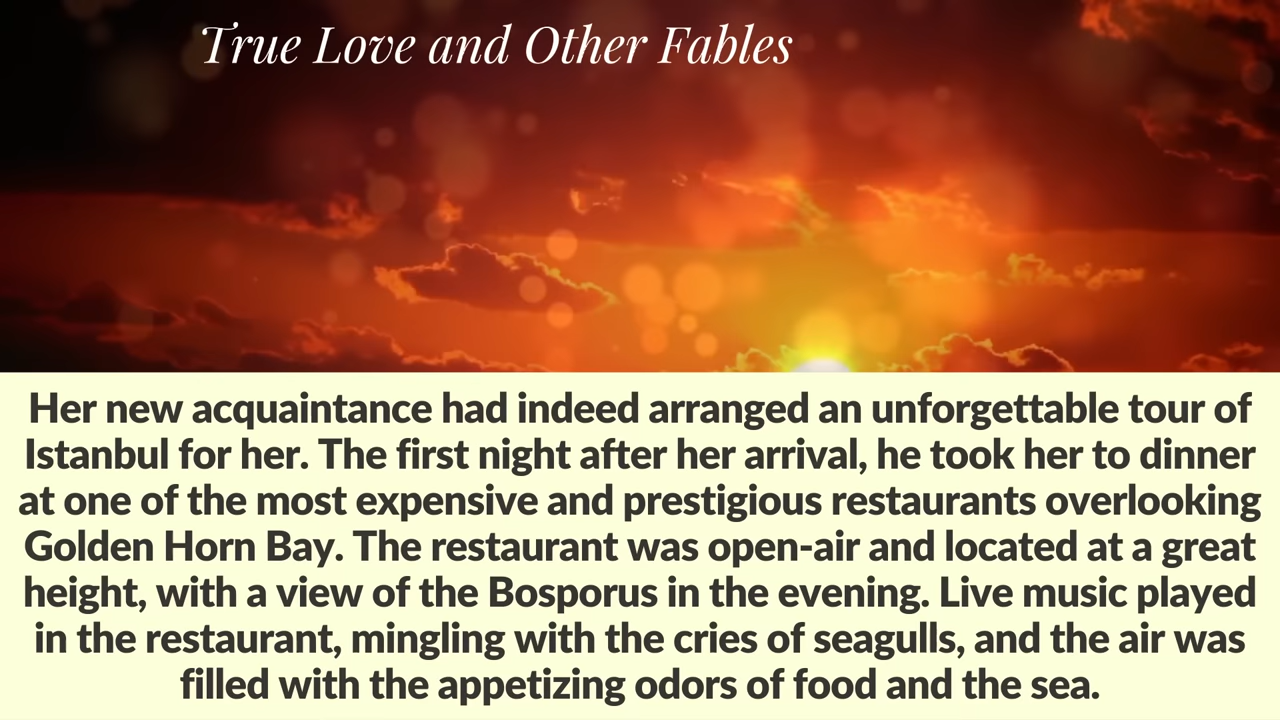 True Love and Other Fables
Her new acquaintance had indeed arranged an unforgettable tour of
Istanbul for her. The first night after her arrival, he took her to dinner
at one of the most expensive and prestigious restaurants overlooking
Golden Horn Bay. The restaurant was open-air and located at a great
height, with a view of the Bosporus in the evening. Live music played
in the restaurant, mingling with the cries of seagulls, and the air was
filled with the appetizing odors of food and the sea.